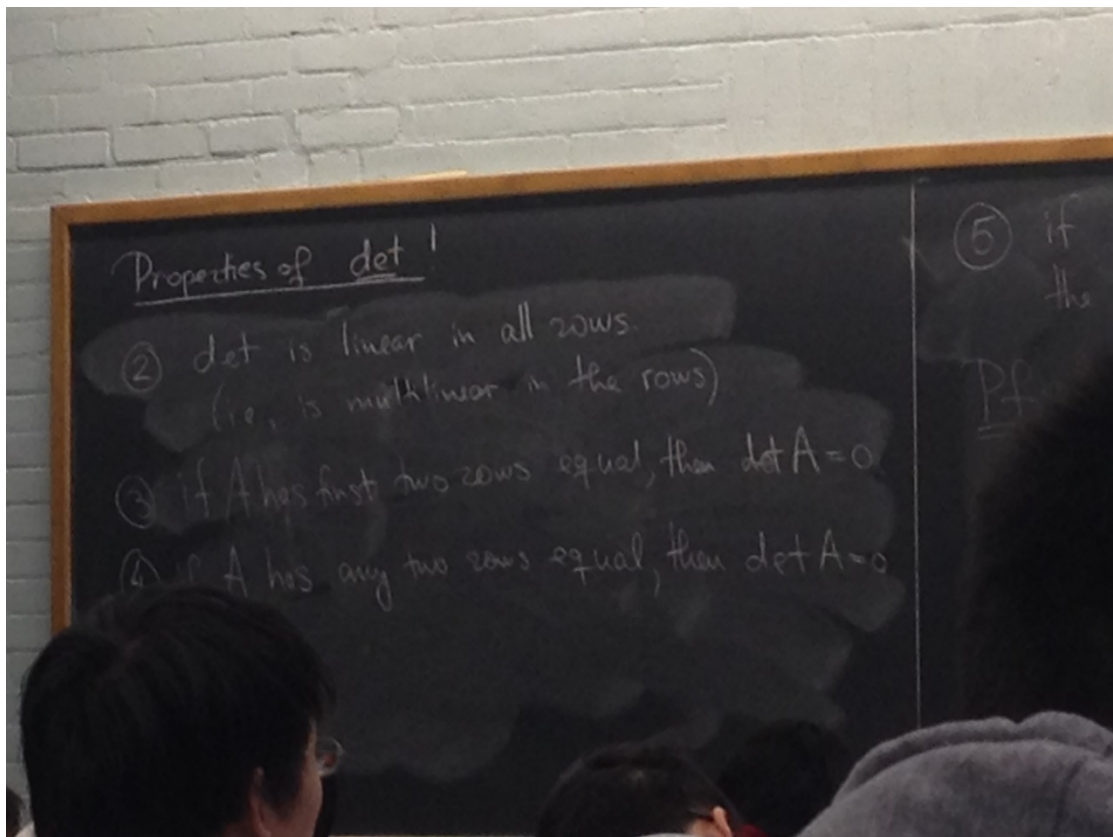 Properties of det !
② det is linear in all rows.
(i.e, is multilinear in the rows)
③ if A has first two rows equal, then det A = 0.
④ if A has any two rows equal, then det A = 0
⑤ if
the
Pf